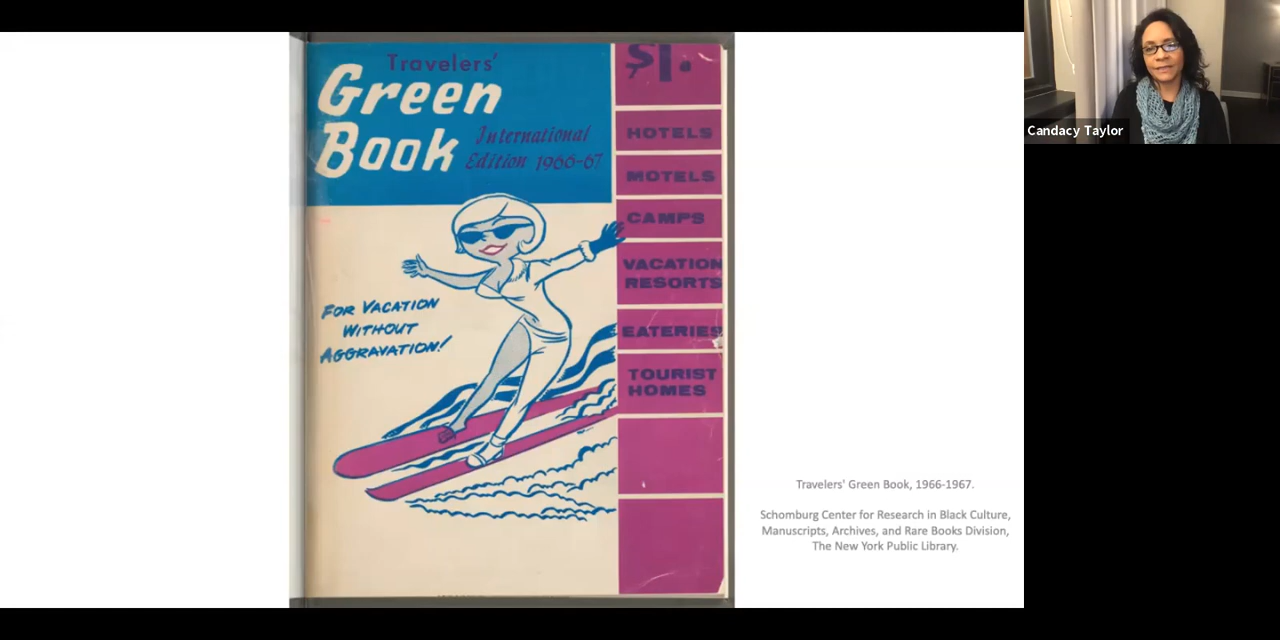 Travelers'
Green
Book
International
Edition 1966-67
$1.
HOTELS
MOTELS
CAMPS
VACATION
RESORTS
EATERIES
TOURIST
HOMES
FOR VACATION
WITHOUT
AGGRAVATION!
Candacy Taylor
Travelers' Green Book, 1966-1967.
Schomburg Center for Research in Black Culture,
Manuscripts, Archives, and Rare Books Division,
The New York Public Library.